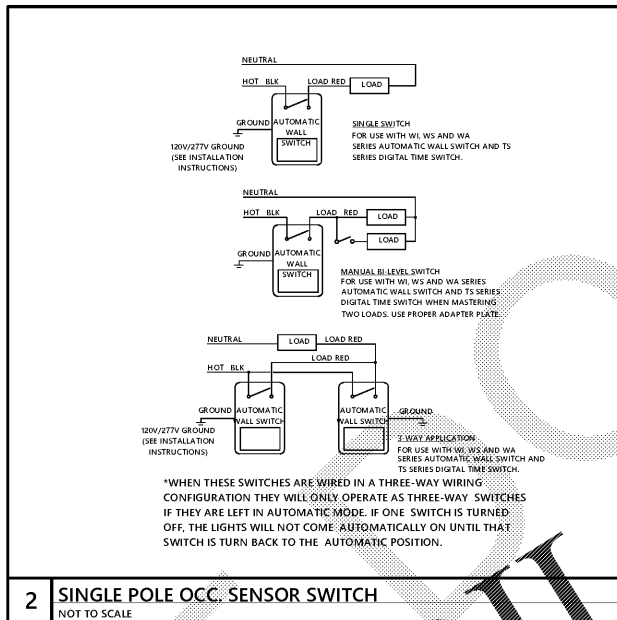 NEUTRAL
HOT BLK LOAD RED LOAD
GROUND AUTOMATIC
WALL
SWITCH
120V/277V GROUND
(SEE INSTALLATION
INSTRUCTIONS)
SINGLE SWITCH
FOR USE WITH WI, WS AND WA
SERIES AUTOMATIC WALL SWITCH AND TS
SERIES DIGITAL TIME SWITCH.
NEUTRAL
HOT BLK LOAD RED LOAD
LOAD
GROUND AUTOMATIC
WALL
SWITCH
MANUAL BI-LEVEL SWITCH
FOR USE WITH WI, WS AND WA SERIES
AUTOMATIC WALL SWITCH AND TS SERIES
DIGITAL TIME SWITCH WHEN MASTERING
TWO LOADS. USE PROPER ADAPTER PLATE.
NEUTRAL LOAD LOAD RED
LOAD RED
HOT BLK
GROUND AUTOMATIC
WALL SWITCH
AUTOMATIC GROUND
WALL SWITCH
120V/277V GROUND
(SEE INSTALLATION
INSTRUCTIONS)
3-WAY APPLICATION
FOR USE WITH WI, WS AND WA
SERIES AUTOMATIC WALL SWITCH AND
TS SERIES DIGITAL TIME SWITCH.
*WHEN THESE SWITCHES ARE WIRED IN A THREE-WAY WIRING
CONFIGURATION THEY WILL ONLY OPERATE AS THREE-WAY SWITCHES
IF THEY ARE LEFT IN AUTOMATIC MODE. IF ONE SWITCH IS TURNED
OFF, THE LIGHTS WILL NOT COME AUTOMATICALLY ON UNTIL THAT
SWITCH IS TURN BACK TO THE AUTOMATIC POSITION.
2 SINGLE POLE OCC. SENSOR SWITCH
NOT TO SCALE